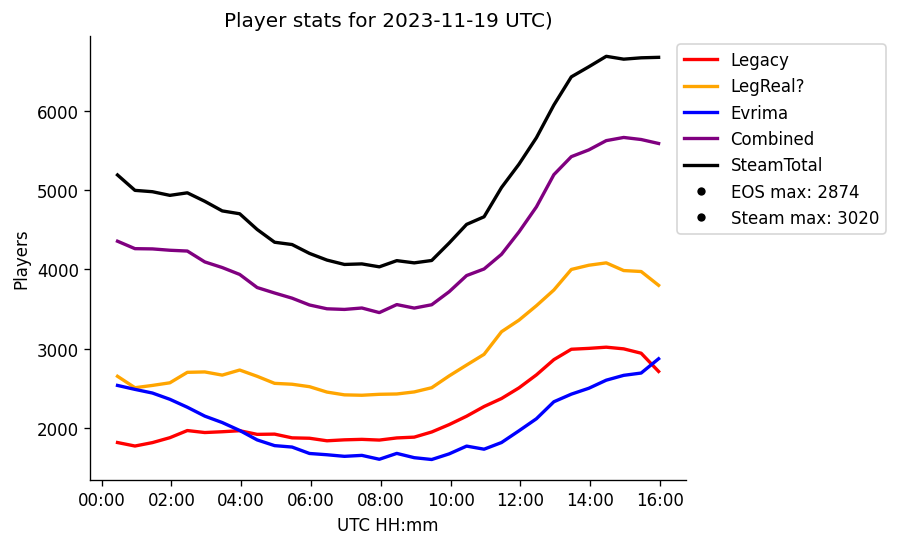 Player stats for 2023-11-19 UTC)
Legacy
LegReal?
Evrima
Combined
SteamTotal
EOS max: 2874
Steam max: 3020
Players
6000
5000
4000
3000
2000
00:00 02:00 04:00 06:00 08:00 10:00 12:00 14:00 16:00
UTC HH:mm